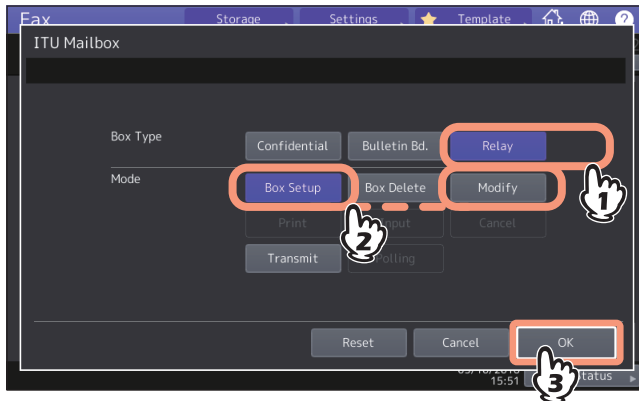 Fax Storage Settings Template ?
ITU Mailbox
Box Type Confidential Bulletin Bd. Relay
Mode Box Setup Box Delete Modify
1
2
Print Input Cancel
Transmit Polling
Reset Cancel OK
15:51 Status
3